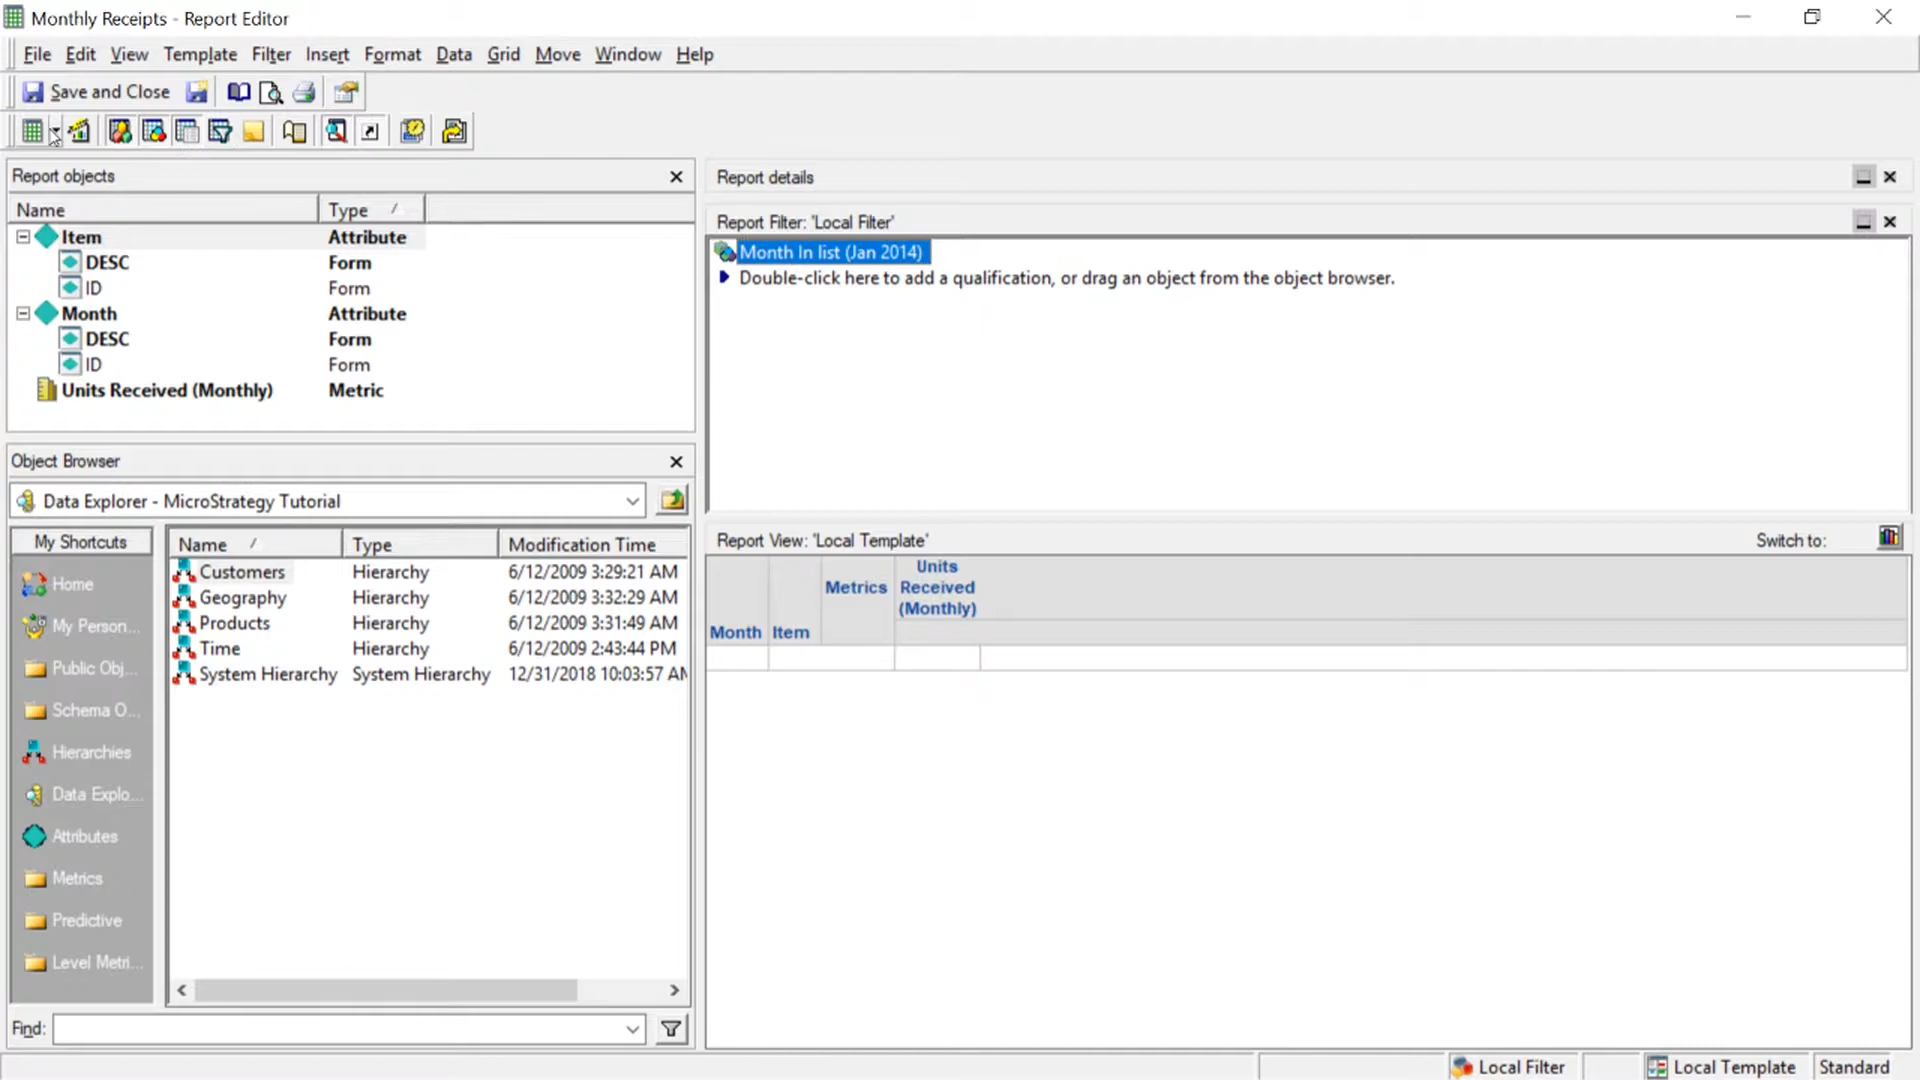 Monthly Receipts - Report Editor
File Edit View Template Filter Insert Format Data Grid Move Window Help
Save and Close
Report objects
Name Type
Item Attribute
DESC Form
ID Form
Month Attribute
DESC Form
ID Form
Units Received (Monthly) Metric
Object Browser
Data Explorer - MicroStrategy Tutorial
My Shortcuts
Home
My Person...
Public Obj...
Schema O...
Hierarchies
Data Explo...
Attributes
Metrics
Predictive
Level Metri...
Name Type Modification Time
Customers Hierarchy 6/12/2009 3:29:21 AM
Geography Hierarchy 6/12/2009 3:32:29 AM
Products Hierarchy 6/12/2009 3:31:49 AM
Time Hierarchy 6/12/2009 2:43:44 PM
System Hierarchy System Hierarchy 12/31/2018 10:03:57 AM
Find:
Report details
Report Filter: 'Local Filter'
Month In list (Jan 2014)
Double-click here to add a qualification, or drag an object from the object browser.
Report View: 'Local Template' Switch to:
Month Item Metrics Units
Received
(Monthly)
Local Filter Local Template Standard